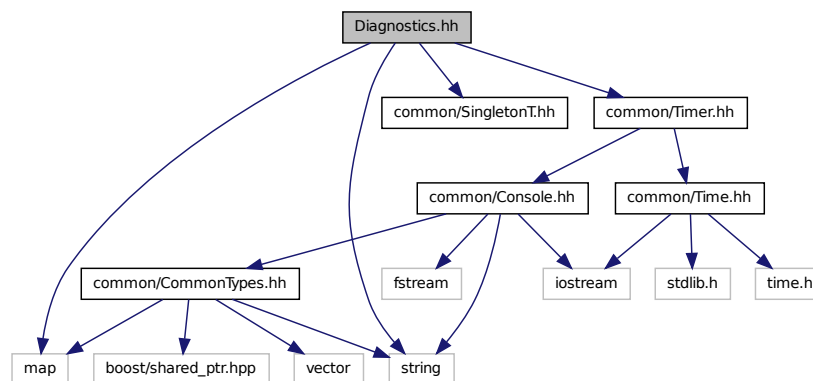 Diagnostics.hh
common/SingletonT.hh
common/Timer.hh
common/Console.hh
common/Time.hh
common/CommonTypes.hh
fstream
iostream
stdlib.h
time.h
map
boost/shared_ptr.hpp
vector
string